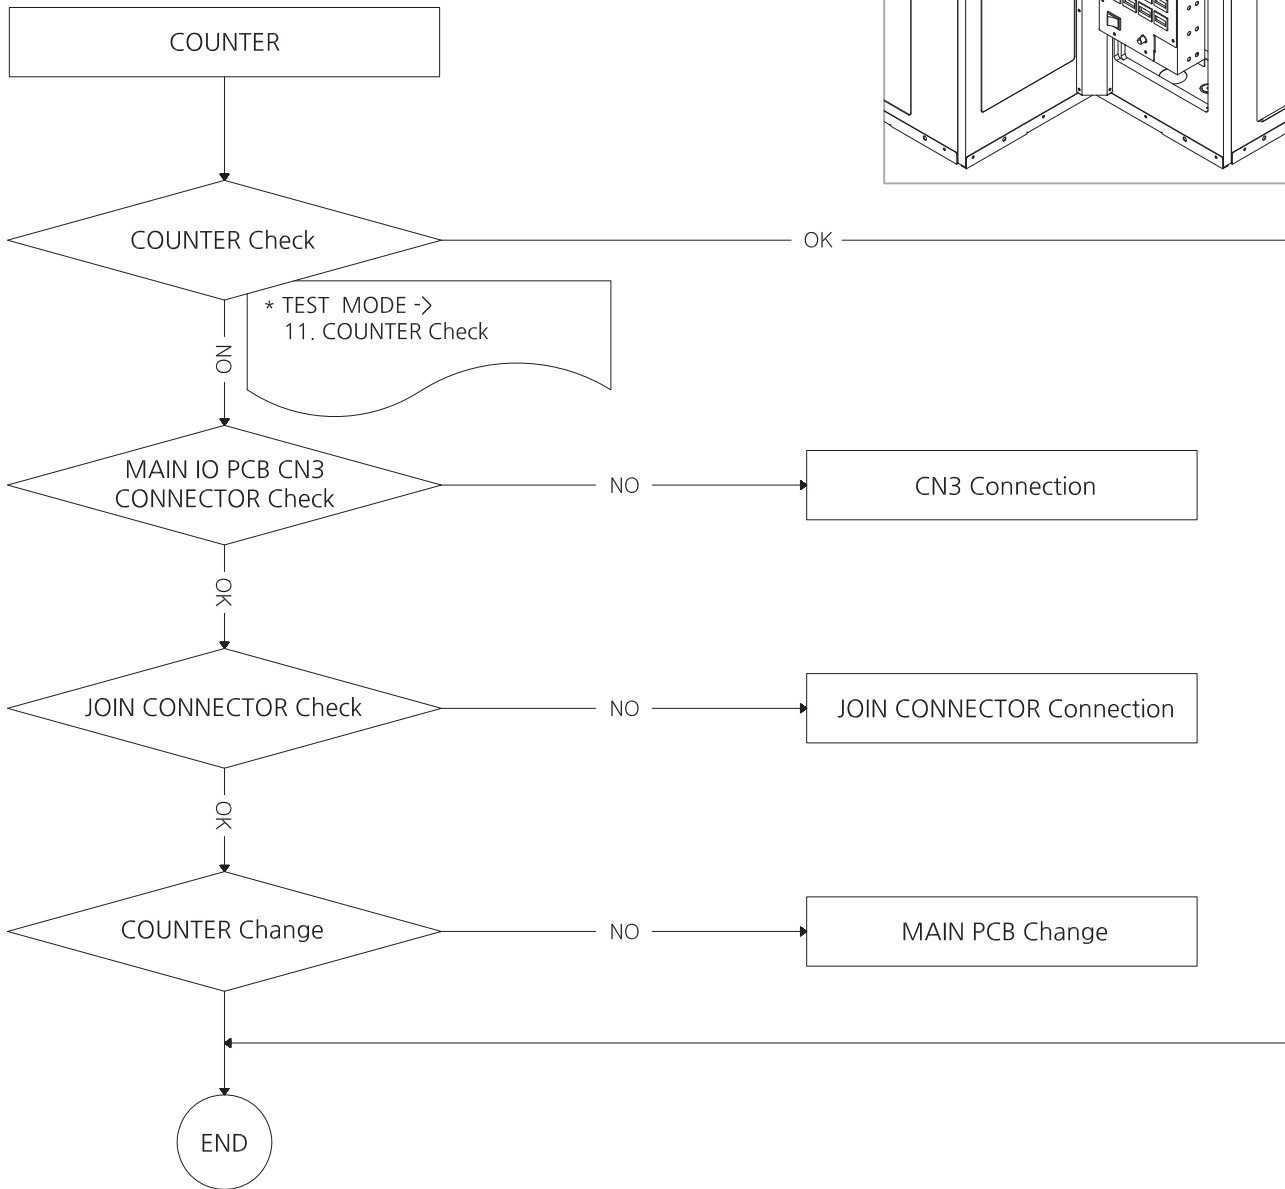 COUNTER
COUNTER Check
OK
* TEST MODE ->
11. COUNTER Check
NO
MAIN IO PCB CN3
CONNECTOR Check
NO
CN3 Connection
OK
JOIN CONNECTOR Check
NO
JOIN CONNECTOR Connection
OK
COUNTER Change
NO
MAIN PCB Change
END